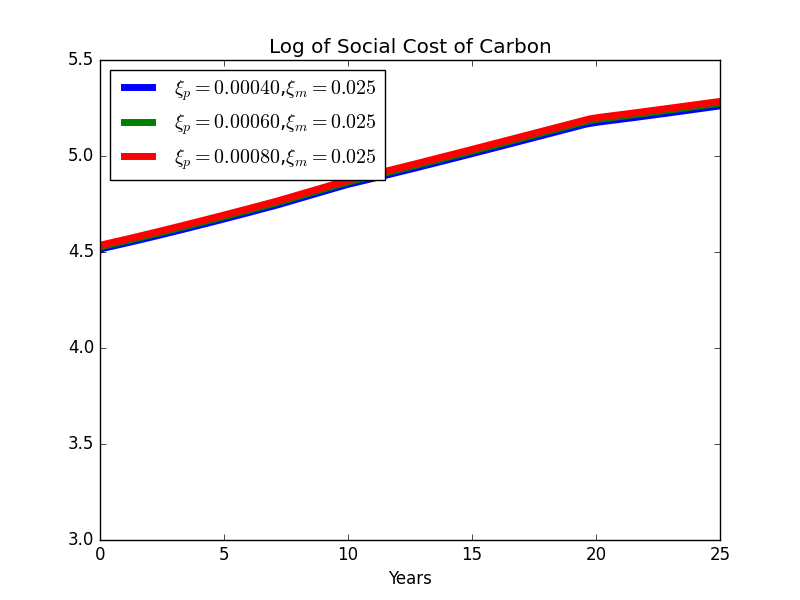 Log of Social Cost of Carbon
5.5
5.0
4.5
4.0
3.5
3.0
ξₚ = 0.00040,ξₘ = 0.025
ξₚ = 0.00060,ξₘ = 0.025
ξₚ = 0.00080,ξₘ = 0.025
0 5 10 15 20 25
Years